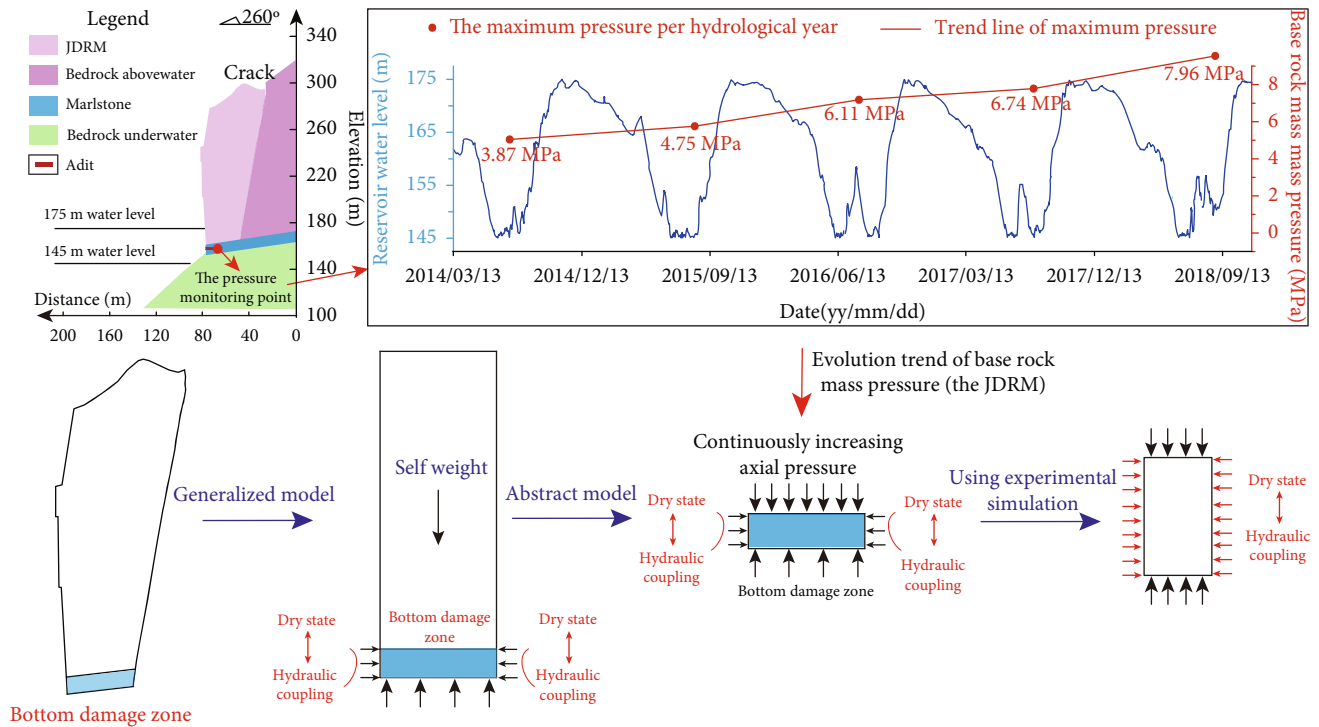 Legend
JDRM
Bedrock abovewater
Marlstone
Bedrock underwater
Adit
260°
Crack
340
300
260
220
180
140
100
Elevation (m)
175 m water level
145 m water level
The pressure
monitoring point
Distance (m)
200
160
120
80
40
0
The maximum pressure per hydrological year
Trend line of maximum pressure
Reservoir water level (m)
175
165
155
145
3.87 MPa
4.75 MPa
6.11 MPa
6.74 MPa
7.96 MPa
8
6
4
2
0
Base rock mass mass pressure (MPa)
2014/03/13
2014/12/13
2015/09/13
2016/06/13
2017/03/13
2017/12/13
2018/09/13
Date(yy/mm/dd)
Evolution trend of base rock
mass pressure (the JDRM)
Bottom damage zone
Generalized model
Self weight
Bottom damage
zone
Dry state
Hydraulic
coupling
Dry state
Hydraulic
coupling
Abstract model
Continuously increasing
axial pressure
Dry state
Hydraulic
coupling
Dry state
Hydraulic
coupling
Bottom damage zone
Using experimental
simulation
Dry state
Hydraulic
coupling